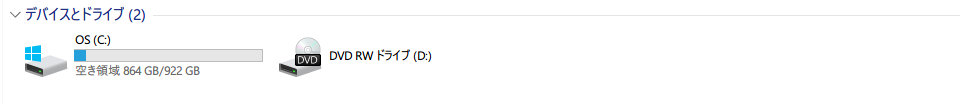 デバイスとドライブ (2)
OS (C:)
空き領域 864 GB/922 GB
DVD
DVD RW ドライブ (D:)